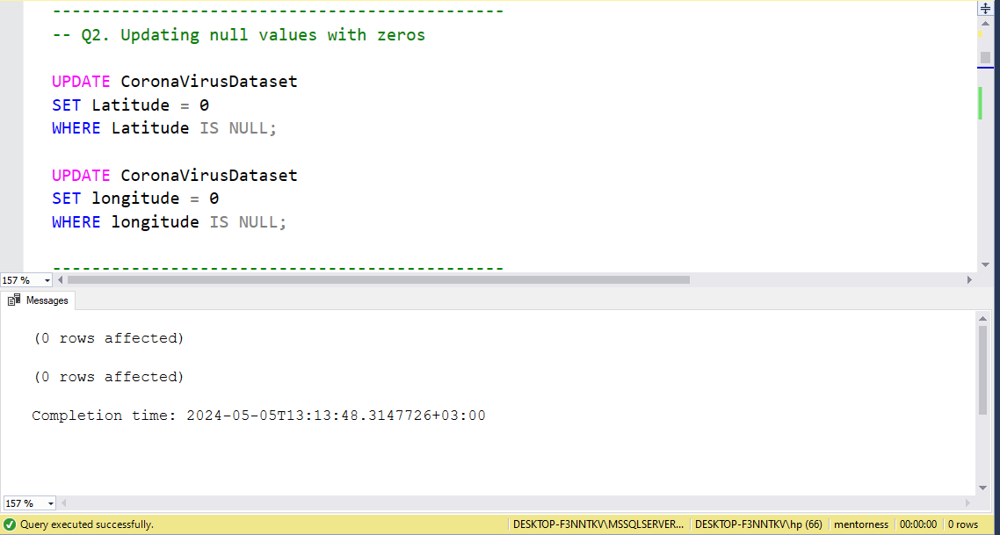 ----------------------------------------------
-- Q2. Updating null values with zeros
UPDATE CoronaVirusDataset
SET Latitude = 0
WHERE Latitude IS NULL;
UPDATE CoronaVirusDataset
SET longitude = 0
WHERE longitude IS NULL;
----------------------------------------------
157 %
Messages
(0 rows affected)
(0 rows affected)
Completion time: 2024-05-05T13:13:48.3147726+03:00
157 %
Query executed successfully. DESKTOP-F3NNTKV\MSSQLSERVER... DESKTOP-F3NNTKV\hp (66) mentorness 00:00:00 0 rows